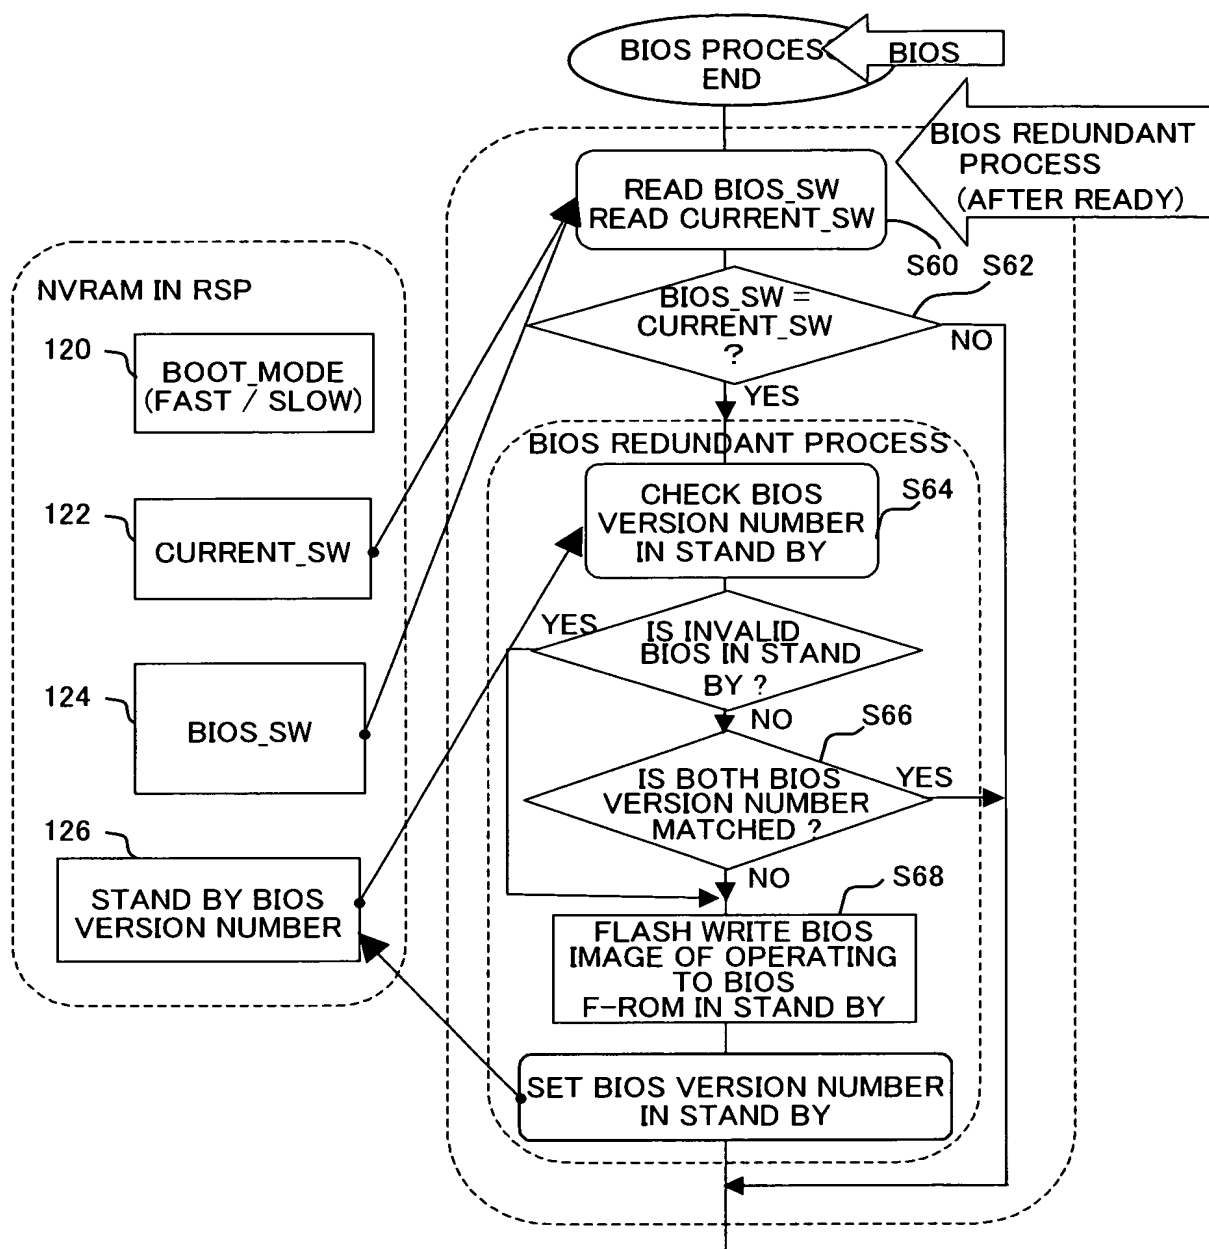 BIOS PROCE
END
BIOS
BIOS REDUNDANT
PROCESS
(AFTER READY)
READ BIOS_SW
READ CURRENT_SW
S60
S62
NVRAM IN RSP
BIOS_SW =
CURRENT_SW
?
NO
YES
120
BOOT_MODE
(FAST / SLOW)
BIOS REDUNDANT PROCESS
CHECK BIOS
VERSION NUMBER
IN STAND BY
S64
122
CURRENT_SW
YES
IS INVALID
BIOS IN STAND
BY ?
NO
124
BIOS_SW
S66
IS BOTH BIOS
VERSION NUMBER
MATCHED ?
YES
NO
126
STAND BY BIOS
VERSION NUMBER
S68
FLASH WRITE BIOS
IMAGE OF OPERATING
TO BIOS
F-ROM IN STAND BY
SET BIOS VERSION NUMBER
IN STAND BY